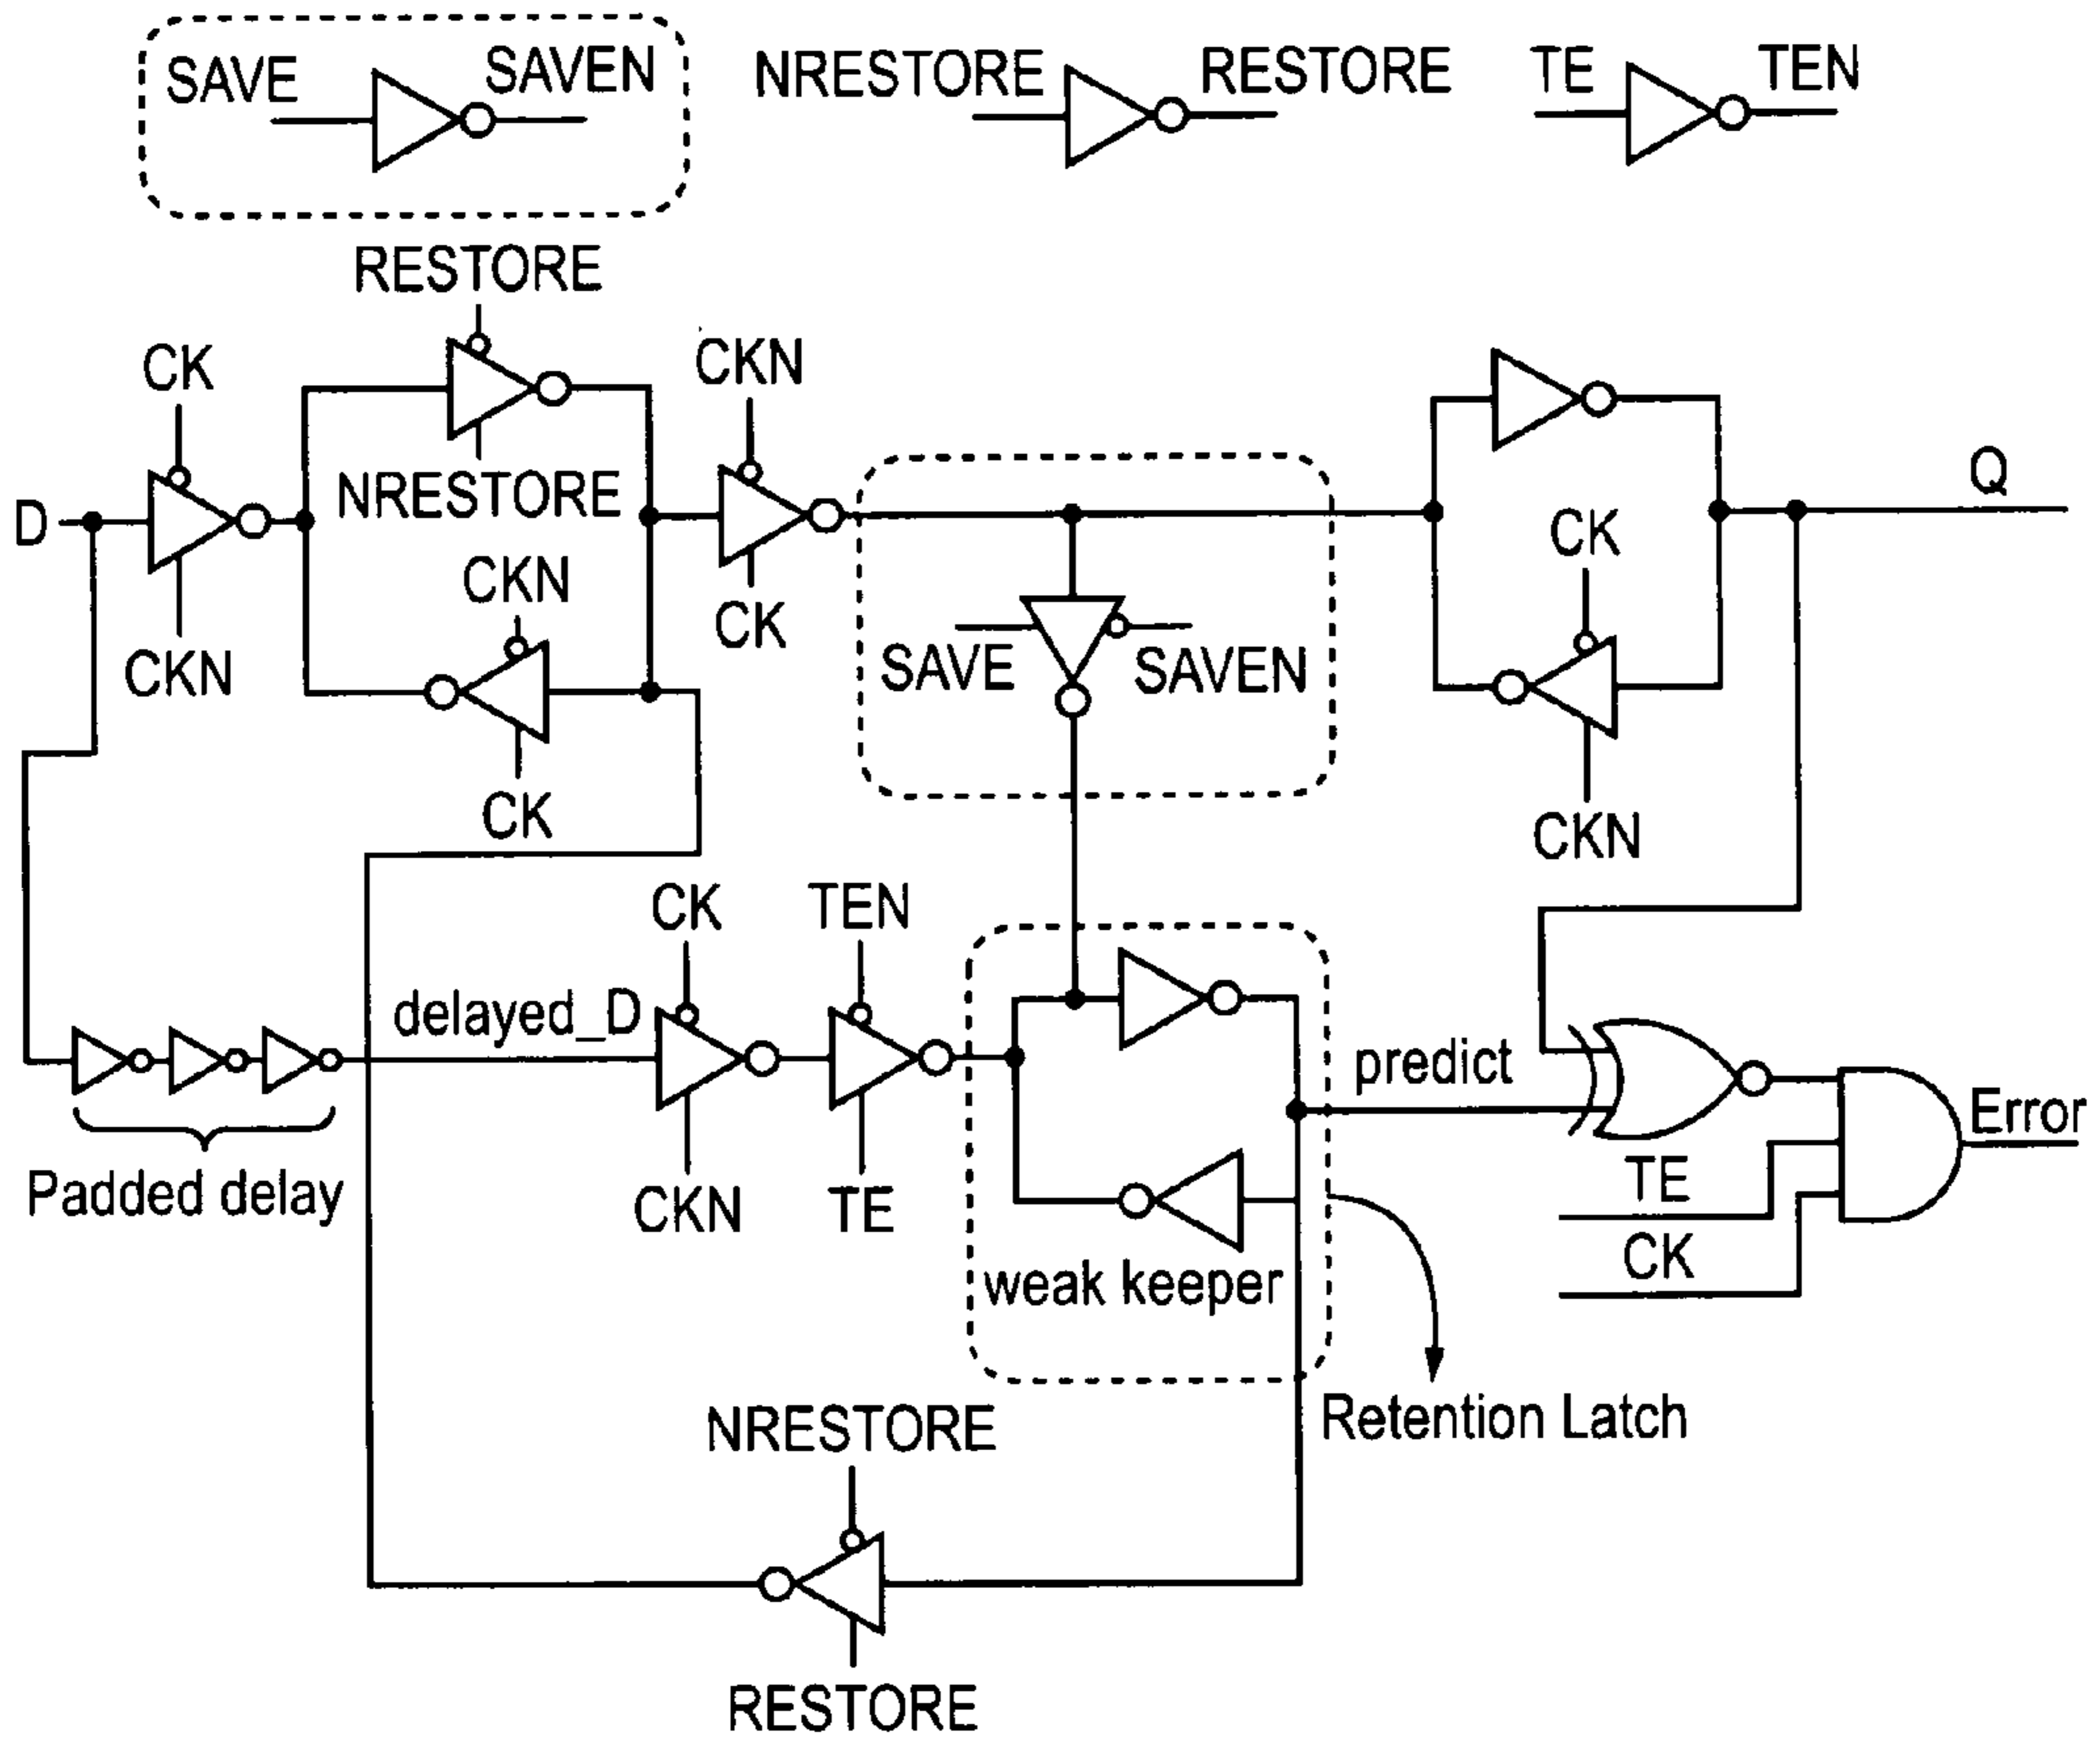 SAVE
SAVEN
NRESTORE
RESTORE
TE
TEN
RESTORE
CK
CKN
NRESTORE
Q
D
CKN
CK
CK
SAVE
SAVEN
CKN
CK
CKN
CK
TEN
delayed_D
predict
Error
Padded delay
CKN
TE
TE
CK
weak keeper
NRESTORE
Retention Latch
RESTORE